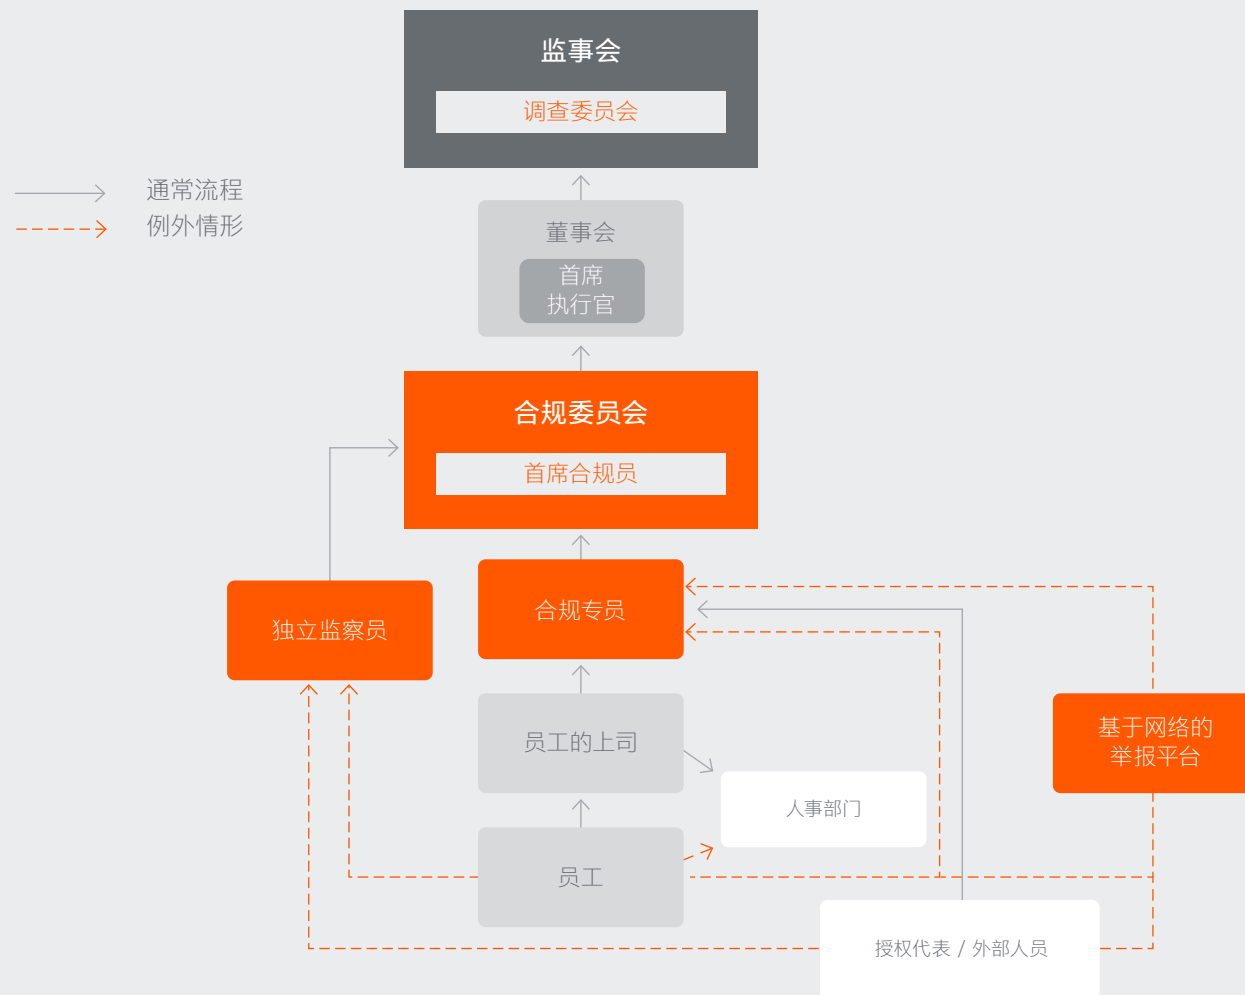 监事会
调查委员会
通常流程
例外情形
董事会
首席
执行官
合规委员会
首席合规员
合规专员
独立监察员
员工的上司
基于网络的
举报平台
人事部门
员工
授权代表 / 外部人员